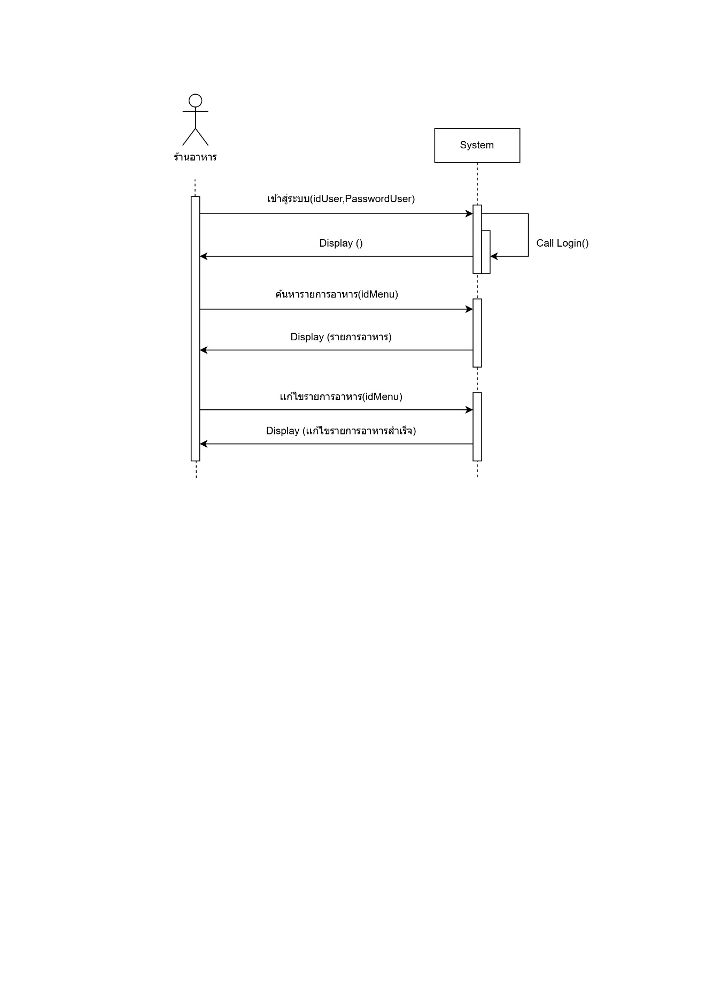 ร้านอาหาร
System
เข้าสู่ระบบ(idUser,PasswordUser)
Display ()
Call Login()
ค้นหารายการอาหาร(idMenu)
Display (รายการอาหาร)
แก้ไขรายการอาหาร(idMenu)
Display (แก้ไขรายการอาหารสำเร็จ)